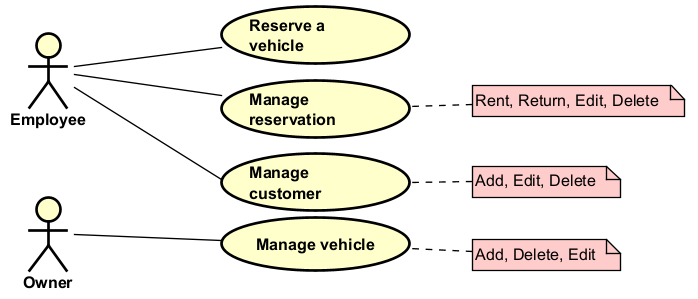 Reserve a
vehicle
Employee
Manage
reservation
Rent, Return, Edit, Delete
Manage
customer
Add, Edit, Delete
Owner
Manage vehicle
Add, Delete, Edit